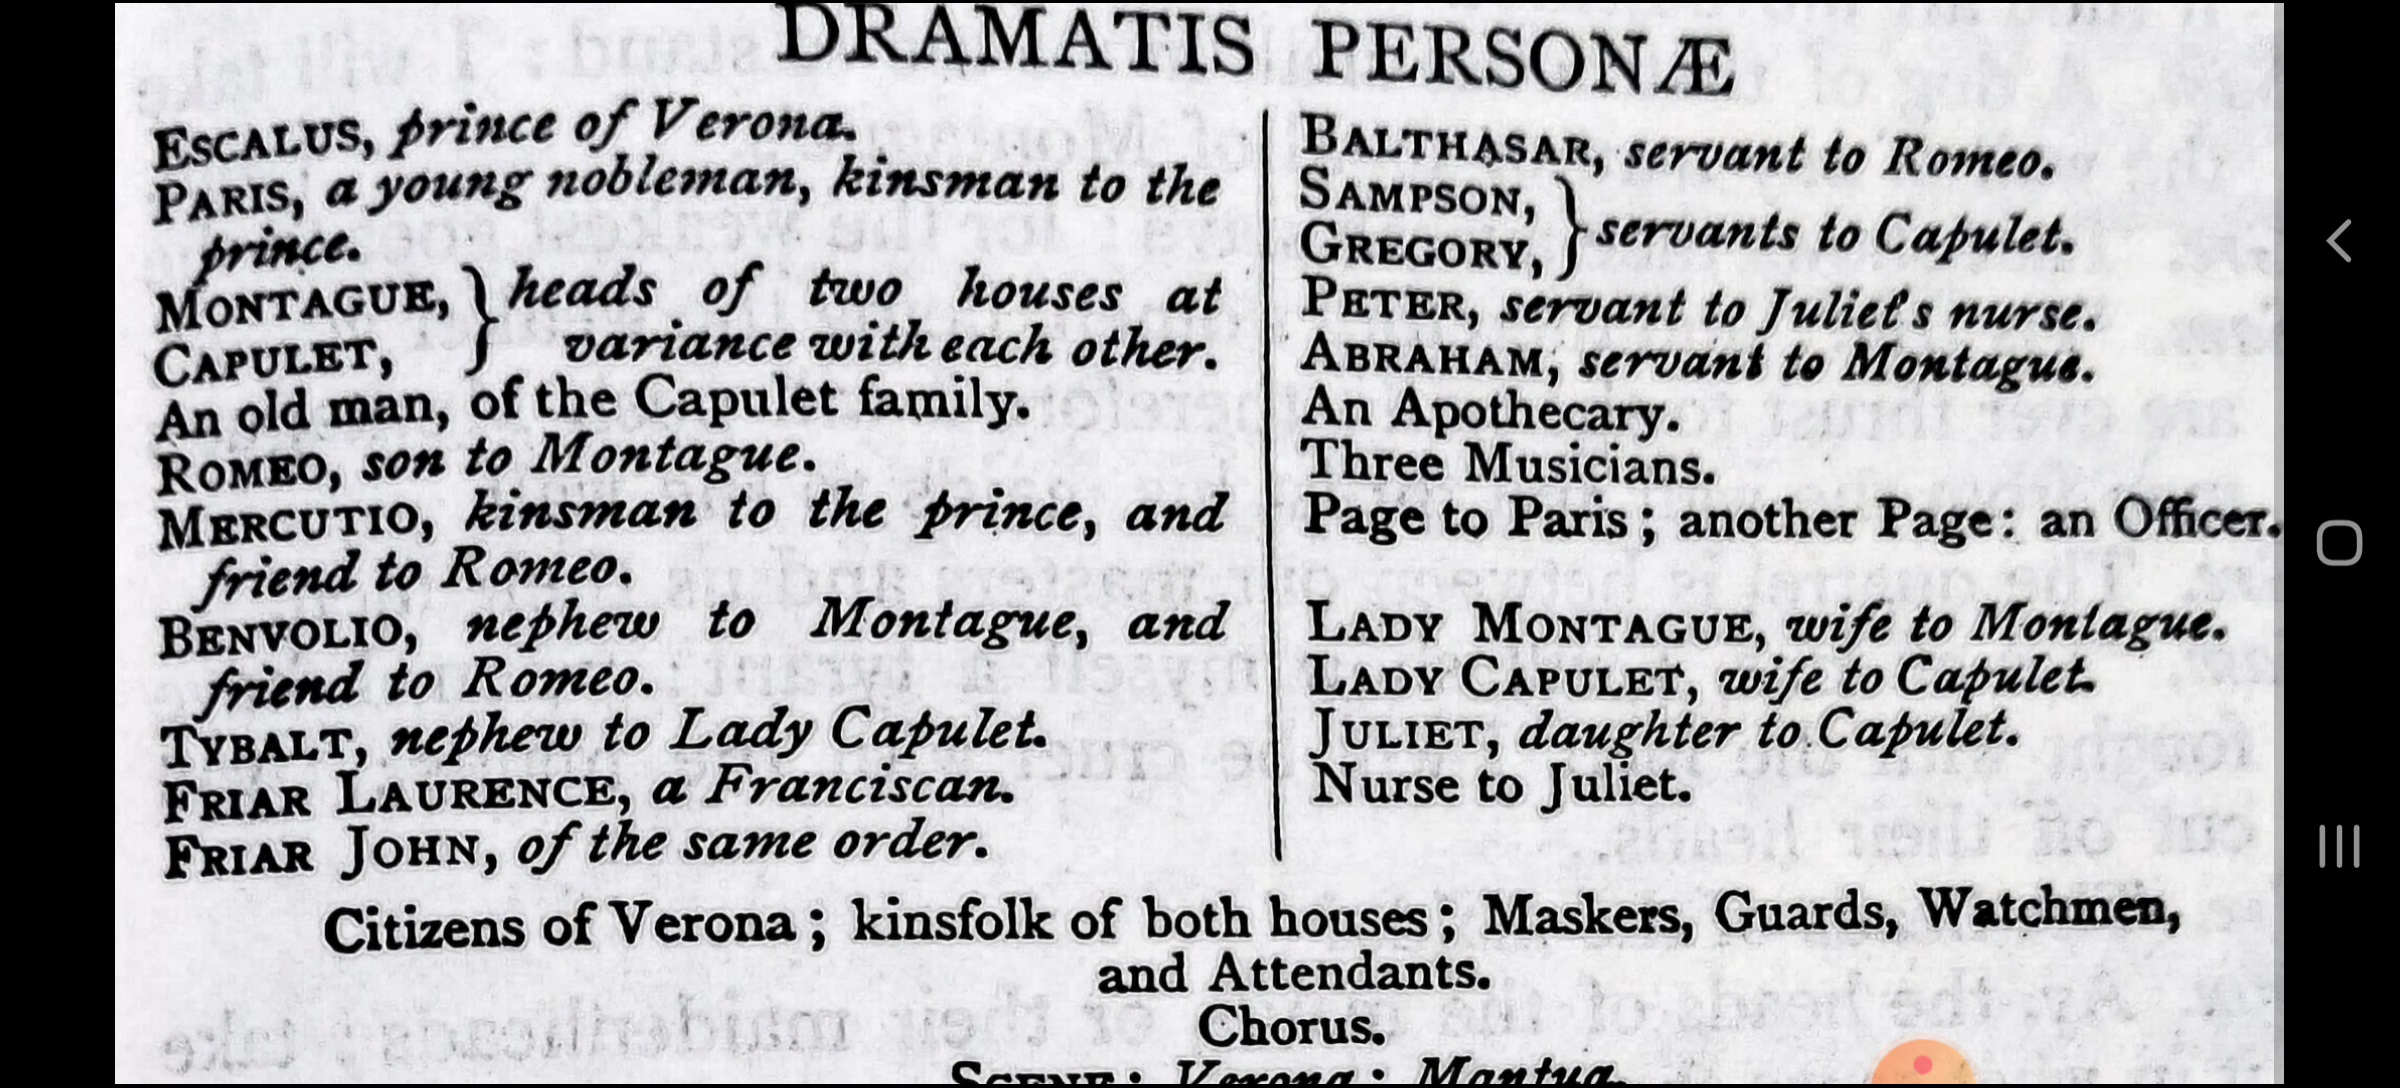 DRAMATIS PERSONÆ
ESCALUS, prince of Verona.
PARIS, a young nobleman, kinsman to the
prince.
MONTAGUE, } heads of two houses at
CAPULET, } variance with each other.
An old man, of the Capulet family.
ROMEO, son to Montague.
MERCUTIO, kinsman to the prince, and
friend to Romeo.
BENVOLIO, nephew to Montague, and
friend to Romeo.
TYBALT, nephew to Lady Capulet.
FRIAR LAURENCE, a Franciscan.
FRIAR JOHN, of the same order.
BALTHASAR, servant to Romeo.
SAMPSON, }
GREGORY, } servants to Capulet.
PETER, servant to Juliet's nurse.
ABRAHAM, servant to Montague.
An Apothecary.
Three Musicians.
Page to Paris; another Page: an Officer.
LADY MONTAGUE, wife to Montague.
LADY CAPULET, wife to Capulet.
JULIET, daughter to Capulet.
Nurse to Juliet.
Citizens of Verona; kinsfolk of both houses; Maskers, Guards, Watchmen,
and Attendants.
Chorus.
SCENE: Verona: Mantua.